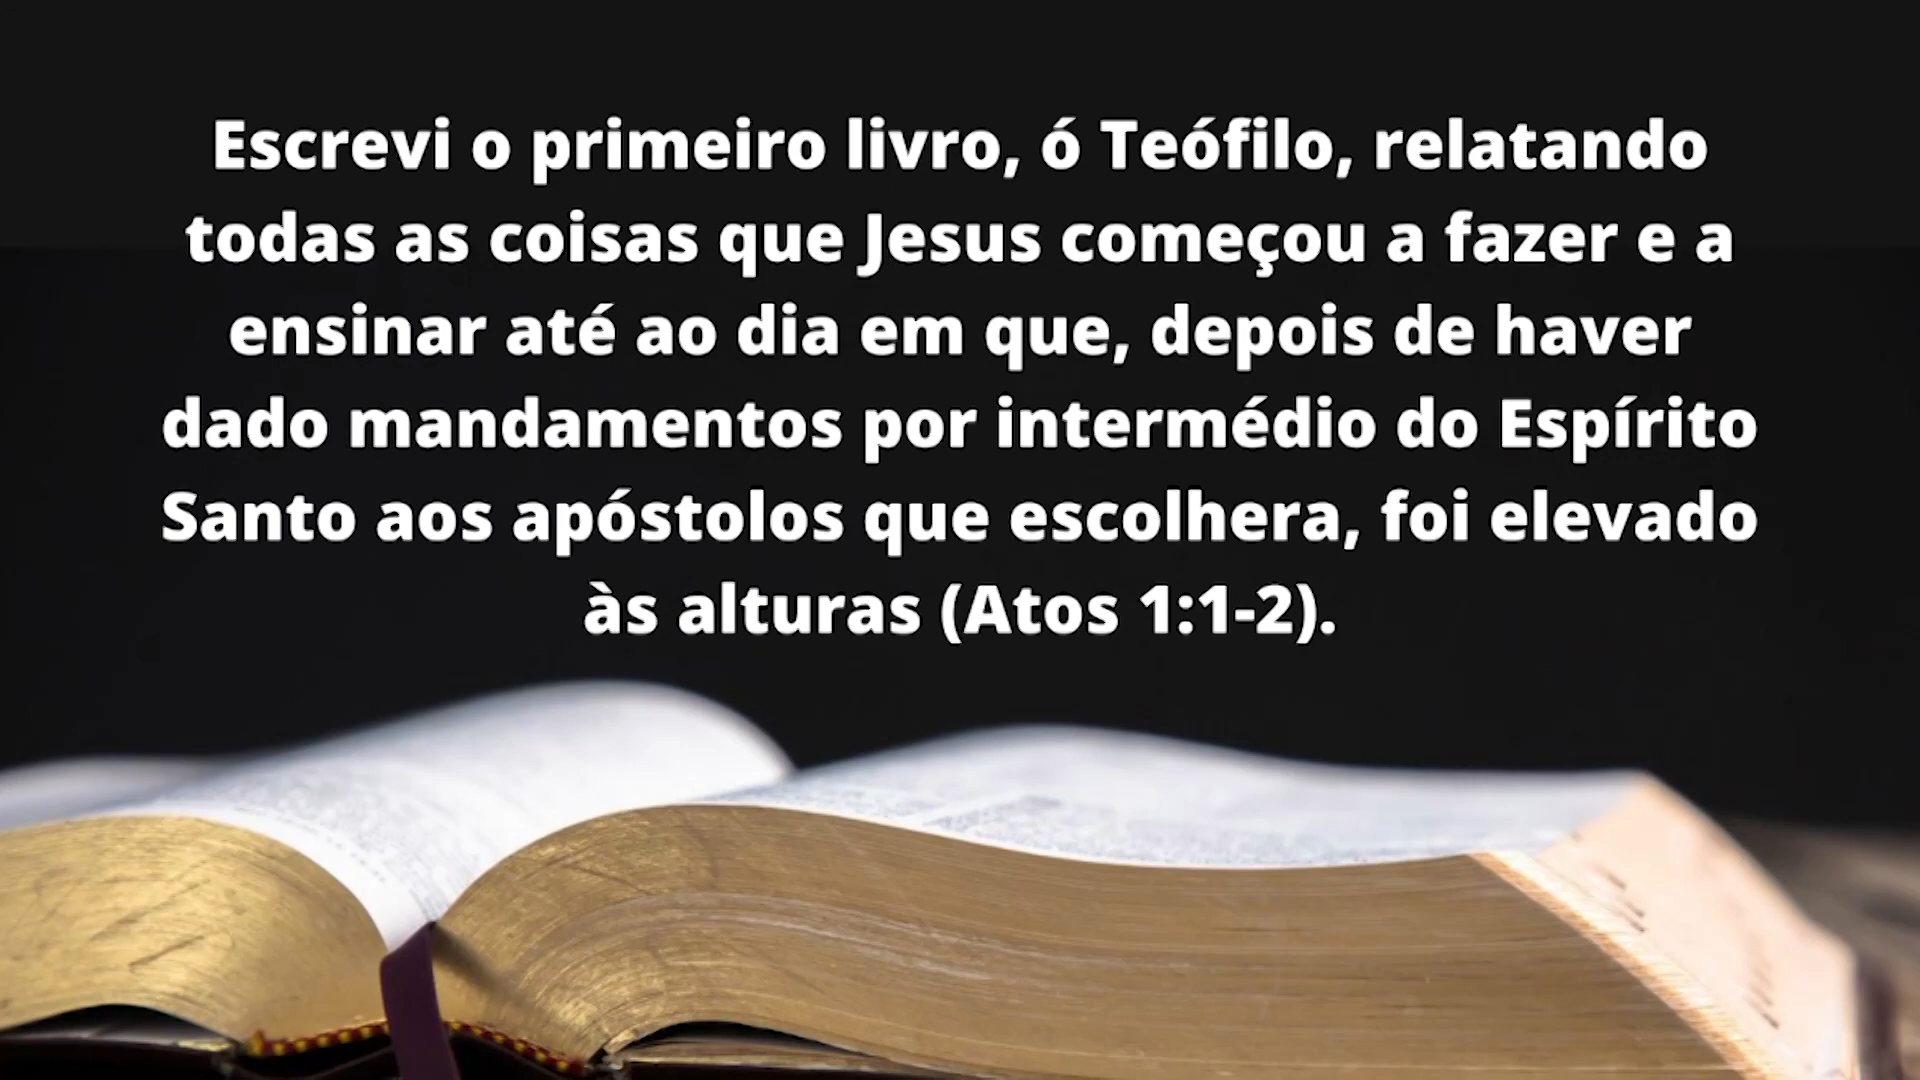 Escrevi o primeiro livro, ó Teófilo, relatando
todas as coisas que Jesus começou a fazer e a
ensinar até ao dia em que, depois de haver
dado mandamentos por intermédio do Espírito
Santo aos apóstolos que escolhera, foi elevado
às alturas (Atos 1:1-2).